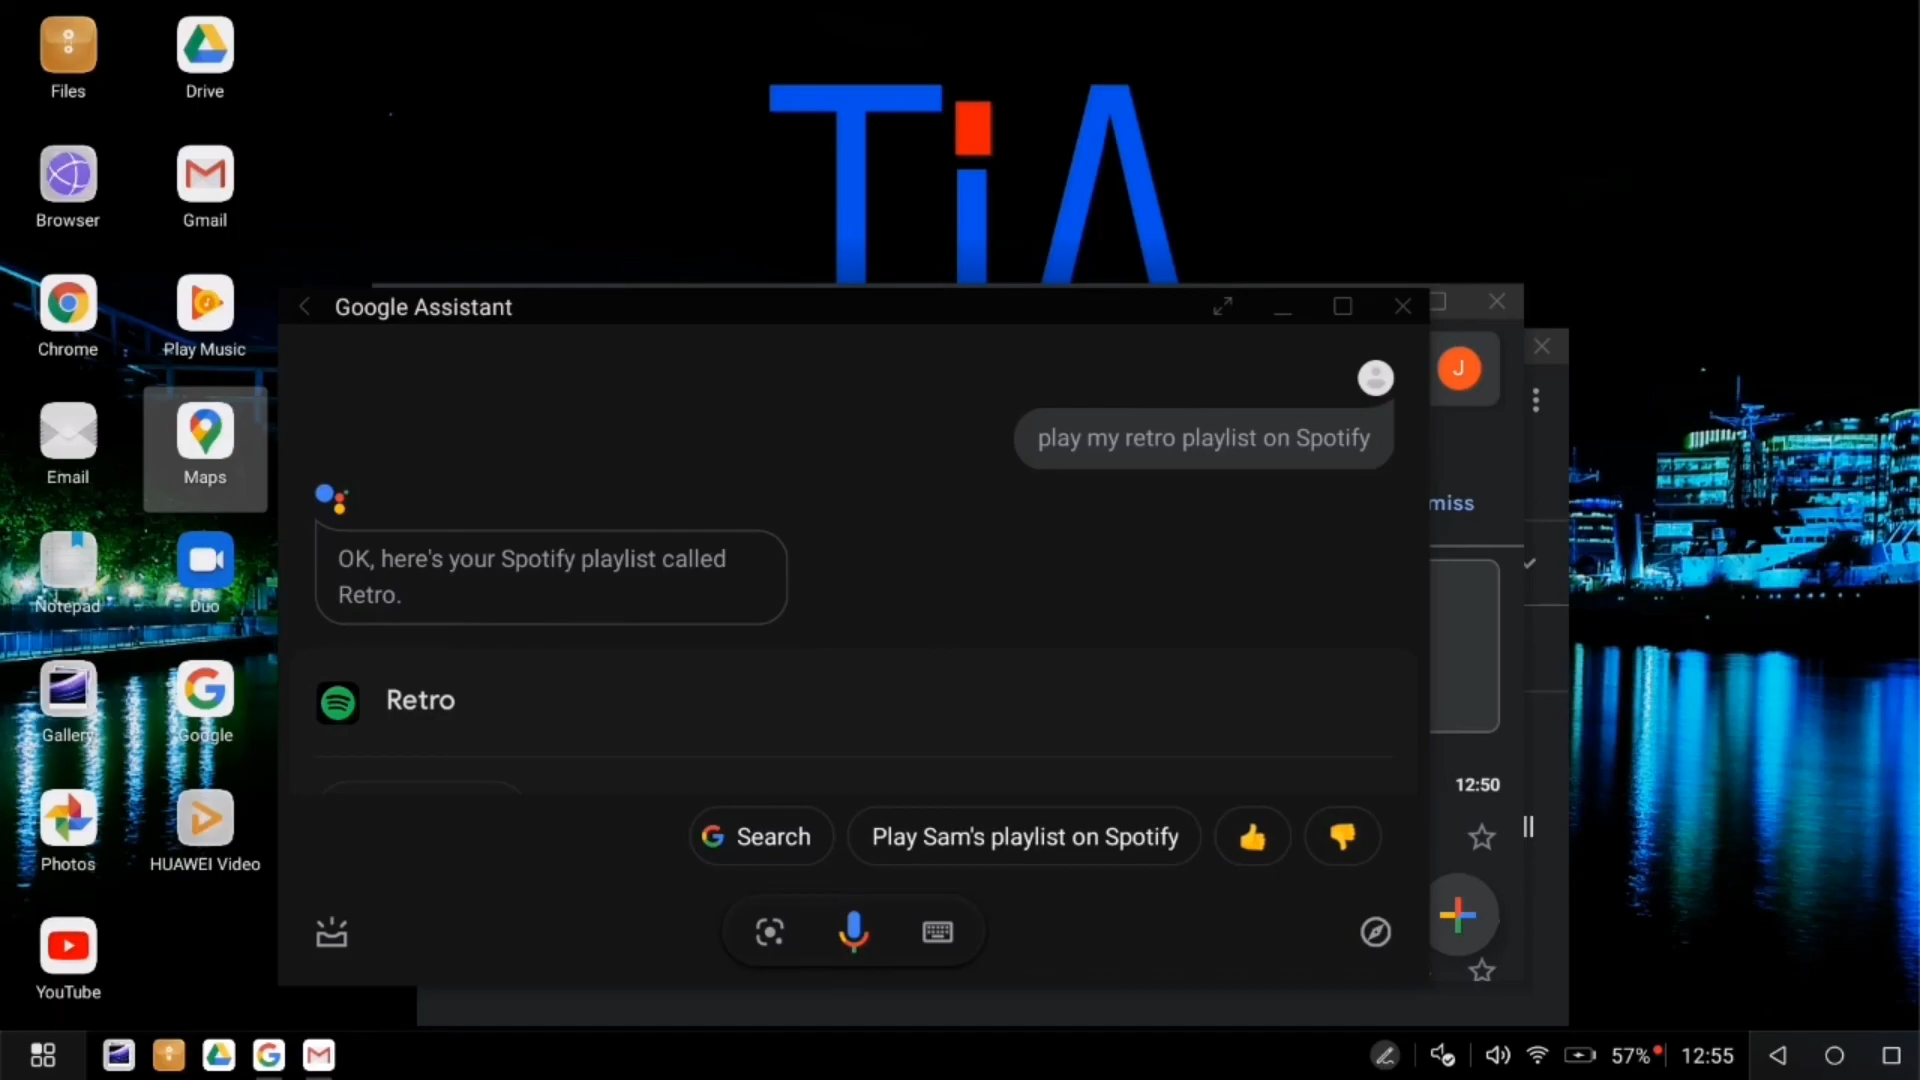 Files
Drive
TiA
Browser
Gmail
Google Assistant
Chrome
Play Music
J
play my retro playlist on Spotify
Email
Maps
miss
OK, here's your Spotify playlist called
Retro.
Notepad
Duo
Retro
Gallery
Google
12:50
Search
Play Sam's playlist on Spotify
Photos
HUAWEI Video
YouTube
57%
12:55